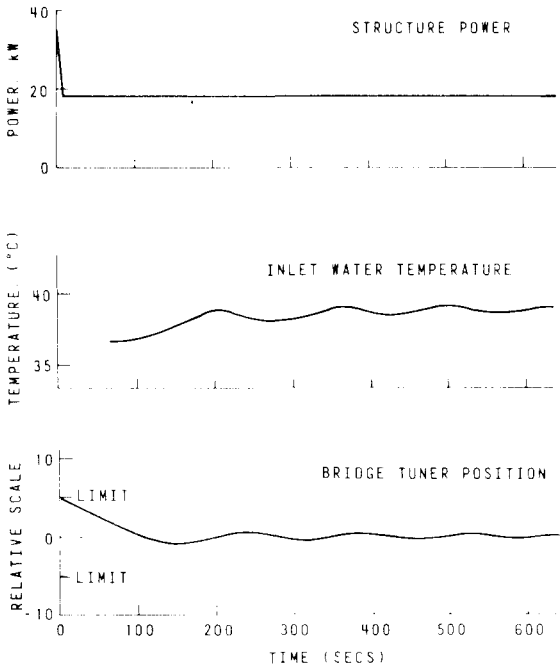 STRUCTURE POWER
POWER, kW
40
20
0
INLET WATER TEMPERATURE
TEMPERATURE, (°C)
40
35
BRIDGE TUNER POSITION
RELATIVE SCALE
10
LIMIT
0
LIMIT
-10
0 100 200 300 400 500 600
TIME (SECS)